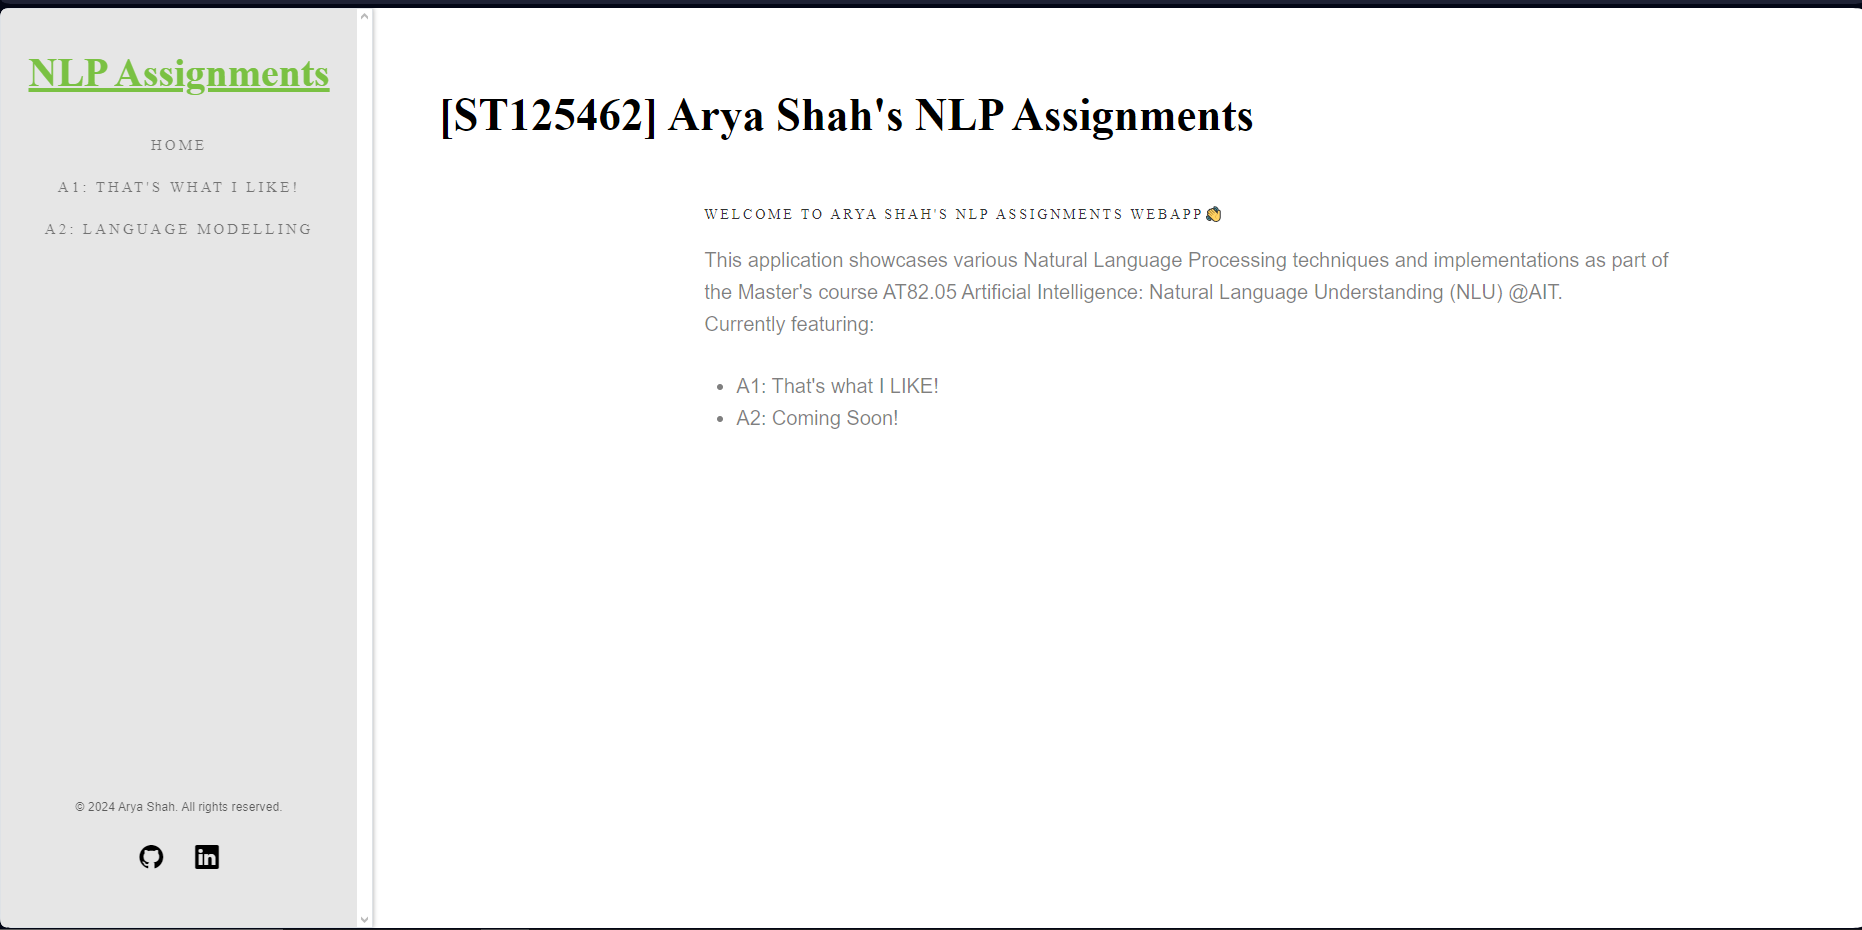 NLP Assignments
HOME
A1: THAT'S WHAT I LIKE!
A2: LANGUAGE MODELLING
© 2024 Arya Shah. All rights reserved.
in
[ST125462] Arya Shah's NLP Assignments
WELCOME TO ARYA SHAH'S NLP ASSIGNMENTS WEBAPP👏
This application showcases various Natural Language Processing techniques and implementations as part of
the Master's course AT82.05 Artificial Intelligence: Natural Language Understanding (NLU) @AIT.
Currently featuring:
• A1: That's what I LIKE!
• A2: Coming Soon!